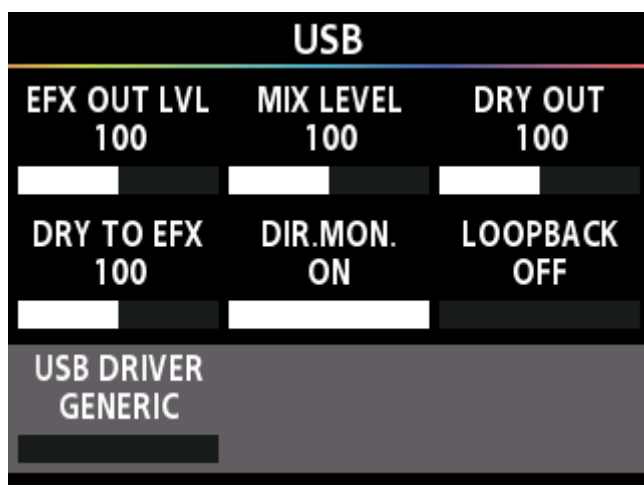 USB
EFX OUT LVL
100
MIX LEVEL
100
DRY OUT
100
DRY TO EFX
100
DIR.MON.
ON
LOOPBACK
OFF
USB DRIVER
GENERIC